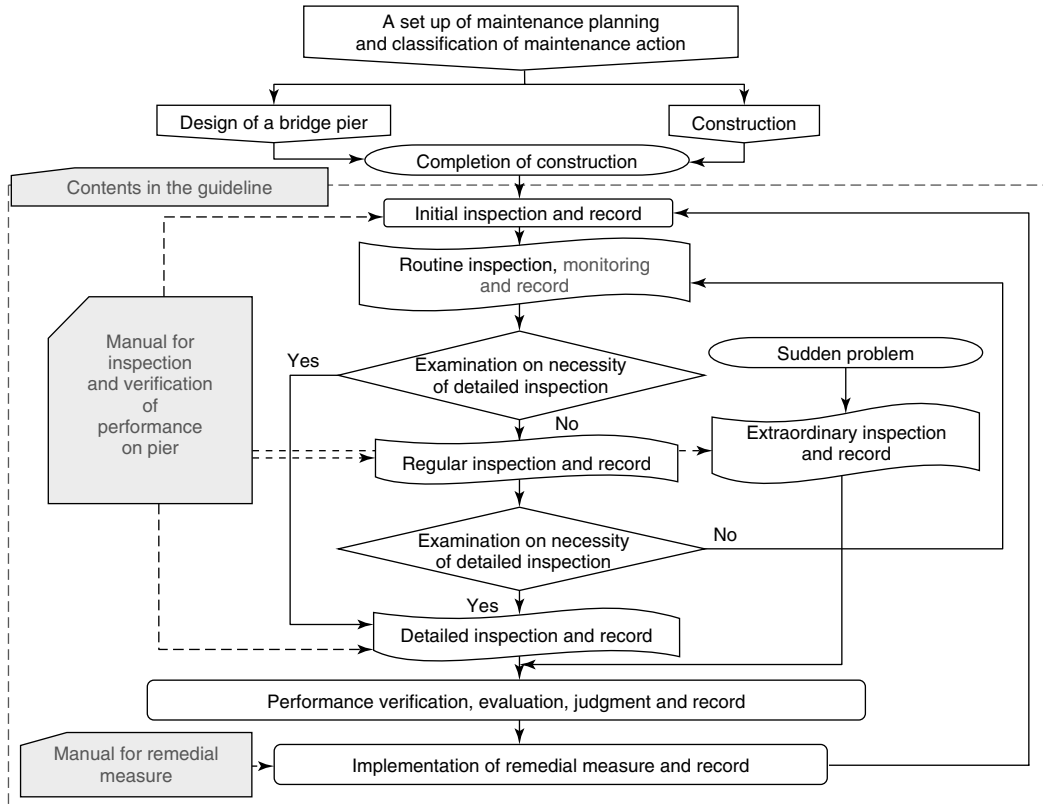 A set up of maintenance planning
and classification of maintenance action
Design of a bridge pier
Construction
Completion of construction
Contents in the guideline
Initial inspection and record
Routine inspection, monitoring
and record
Manual for
inspection
and verification
of
performance
on pier
Yes
Examination on necessity
of detailed inspection
Sudden problem
No
Extraordinary inspection
and record
Regular inspection and record
Examination on necessity
of detailed inspection
No
Yes
Detailed inspection and record
Performance verification, evaluation, judgment and record
Manual for remedial
measure
Implementation of remedial measure and record